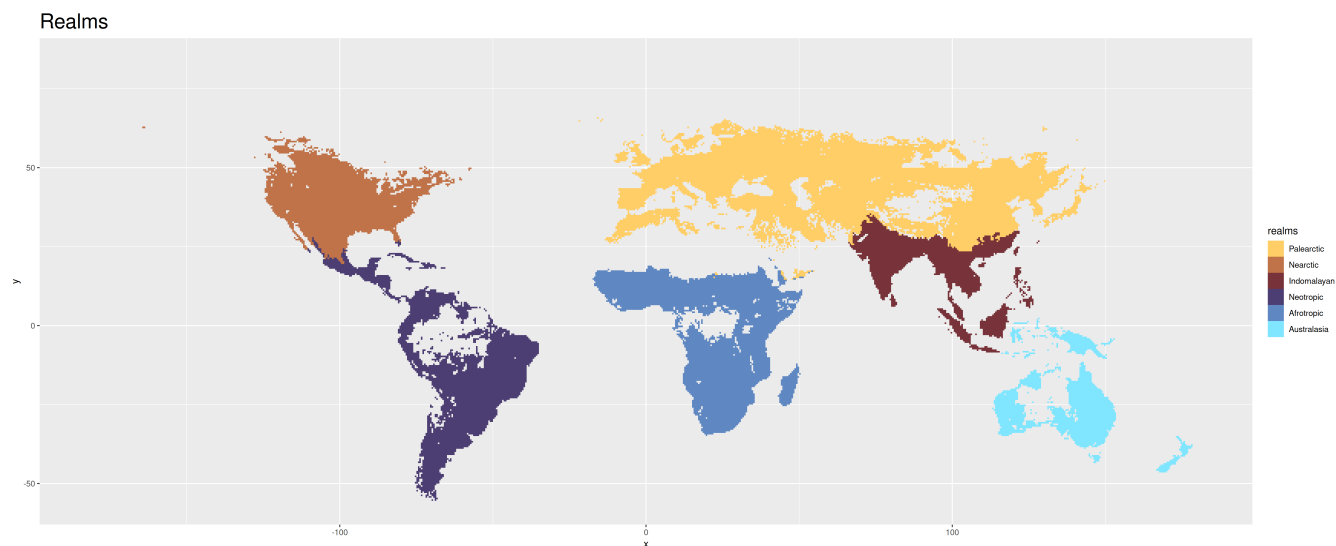 Realms
50
0
-50
y
-100
0
100
x
realms
Palearctic
Nearctic
Indomalayan
Neotropic
Afrotropic
Australasia